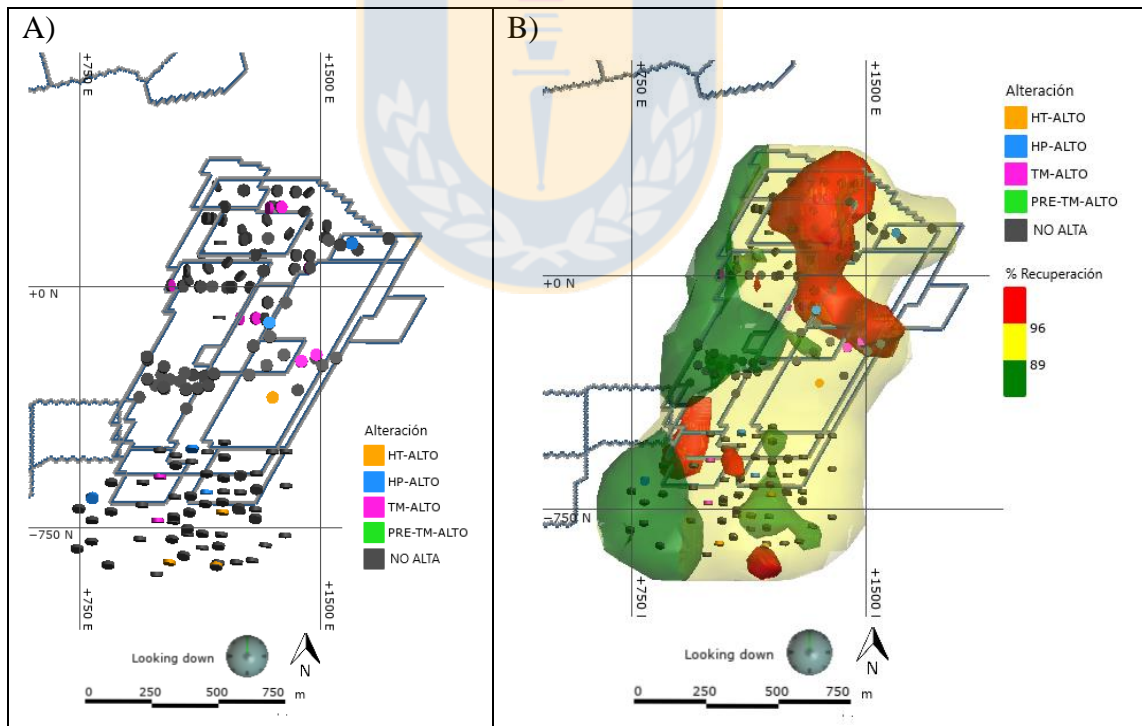 A)
+750 E
+1500 E
+0 N
Alteración
HT-ALTO
HP-ALTO
TM-ALTO
PRE-TM-ALTO
NO ALTA
−750 N
+750 E
+1500 E
Looking down
N
0 250 500 750 m
B)
+750 E
+1500 E
Alteración
HT-ALTO
HP-ALTO
TM-ALTO
PRE-TM-ALTO
NO ALTA
+0 N
% Recuperación
96
89
−750 N
+750 I
+1500 I
Looking down
N
0 250 500 750 m